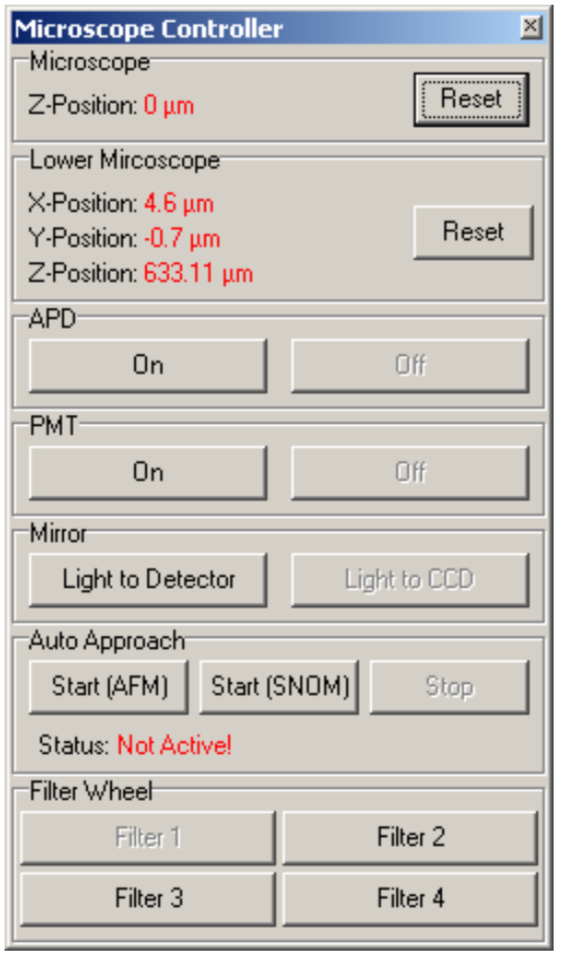 Microscope Controller
Microscope
Z-Position: 0 µm
Reset
Lower Mircoscope
X-Position: 4.6 µm
Y-Position: -0.7 µm
Reset
Z-Position: 633.11 µm
APD
On Off
PMT
On Off
Mirror
Light to Detector Light to CCD
Auto Approach
Start (AFM) Start (SNOM) Stop
Status: Not Active!
Filter Wheel
Filter 1 Filter 2
Filter 3 Filter 4